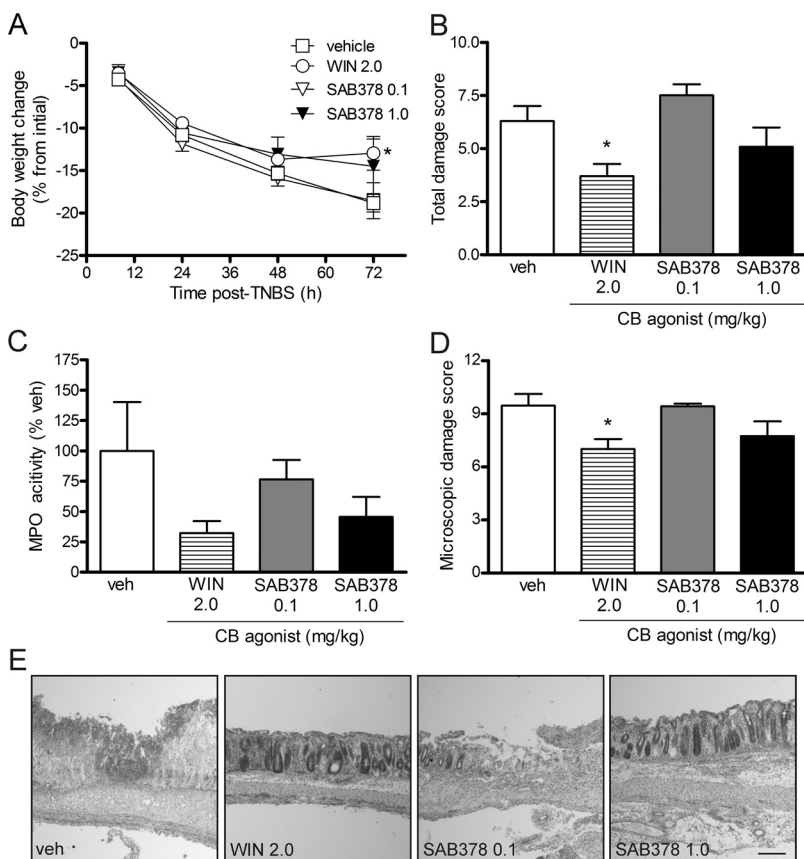 A
Body weight change
(% from intial)
0
-5
-10
-15
-20
-25
0
12
24
36
48
60
72
Time post-TNBS (h)
vehicle
WIN 2.0
SAB378 0.1
SAB378 1.0
*
B
Total damage score
10.0
7.5
5.0
2.5
0.0
*
veh
WIN
2.0
SAB378
0.1
SAB378
1.0
CB agonist (mg/kg)
C
MPO acitivity (% veh)
175
150
125
100
75
50
25
0
veh
WIN
2.0
SAB378
0.1
SAB378
1.0
CB agonist (mg/kg)
D
Microscopic damage score
12
9
6
3
0
*
veh
WIN
2.0
SAB378
0.1
SAB378
1.0
CB agonist (mg/kg)
E
veh
WIN 2.0
SAB378 0.1
SAB378 1.0